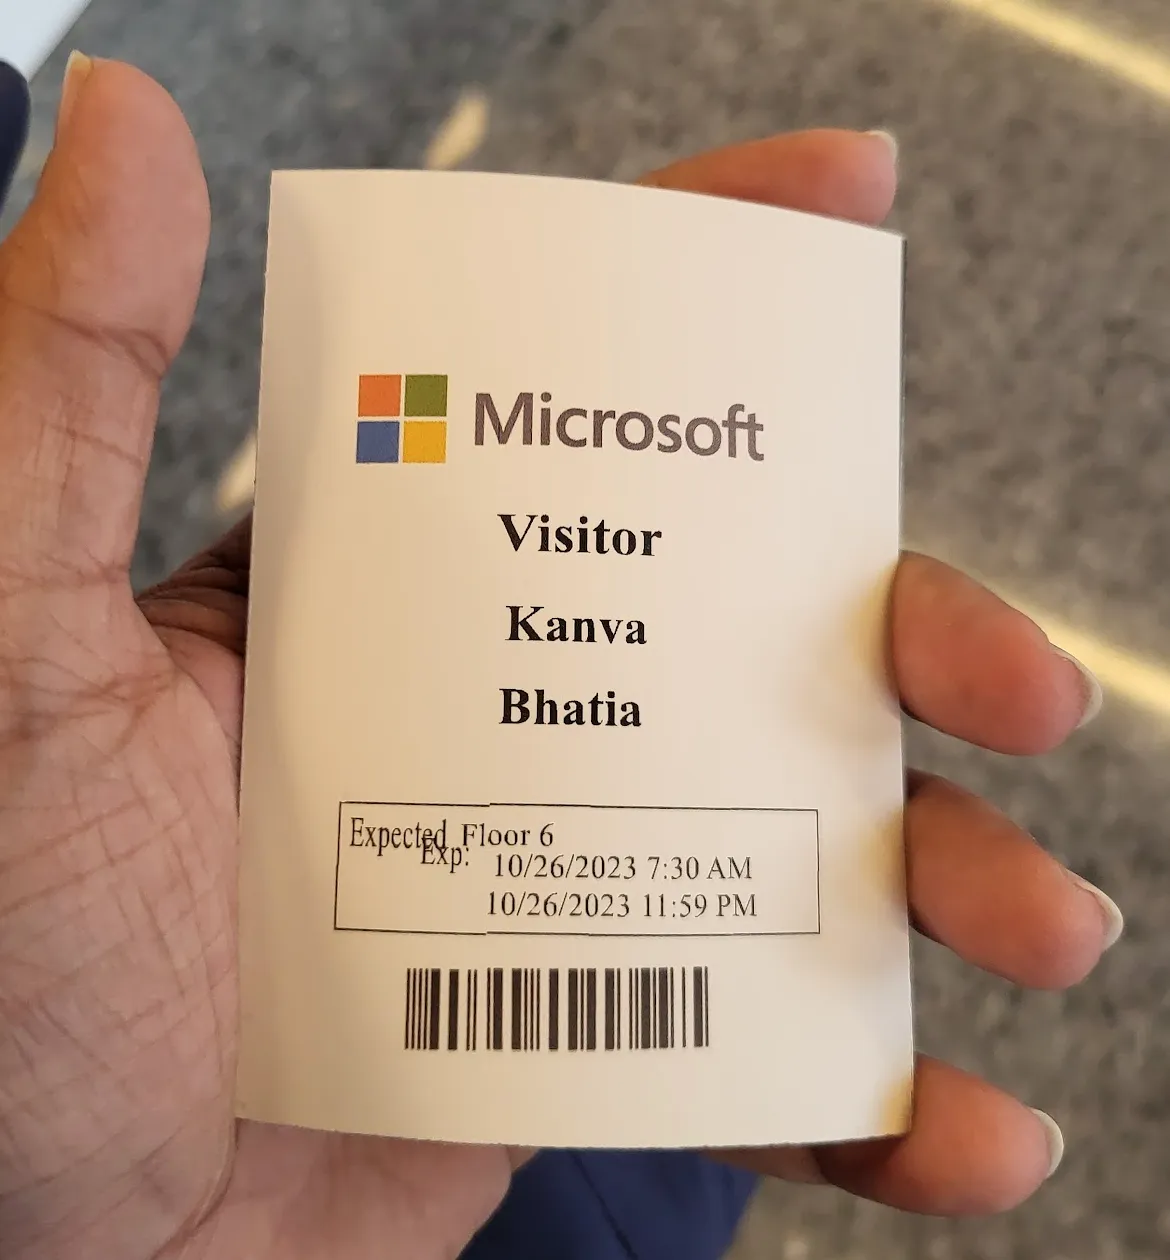 Microsoft
Visitor
Kanva
Bhatia
Expected Floor 6
Exp: 10/26/2023 7:30 AM
10/26/2023 11:59 PM